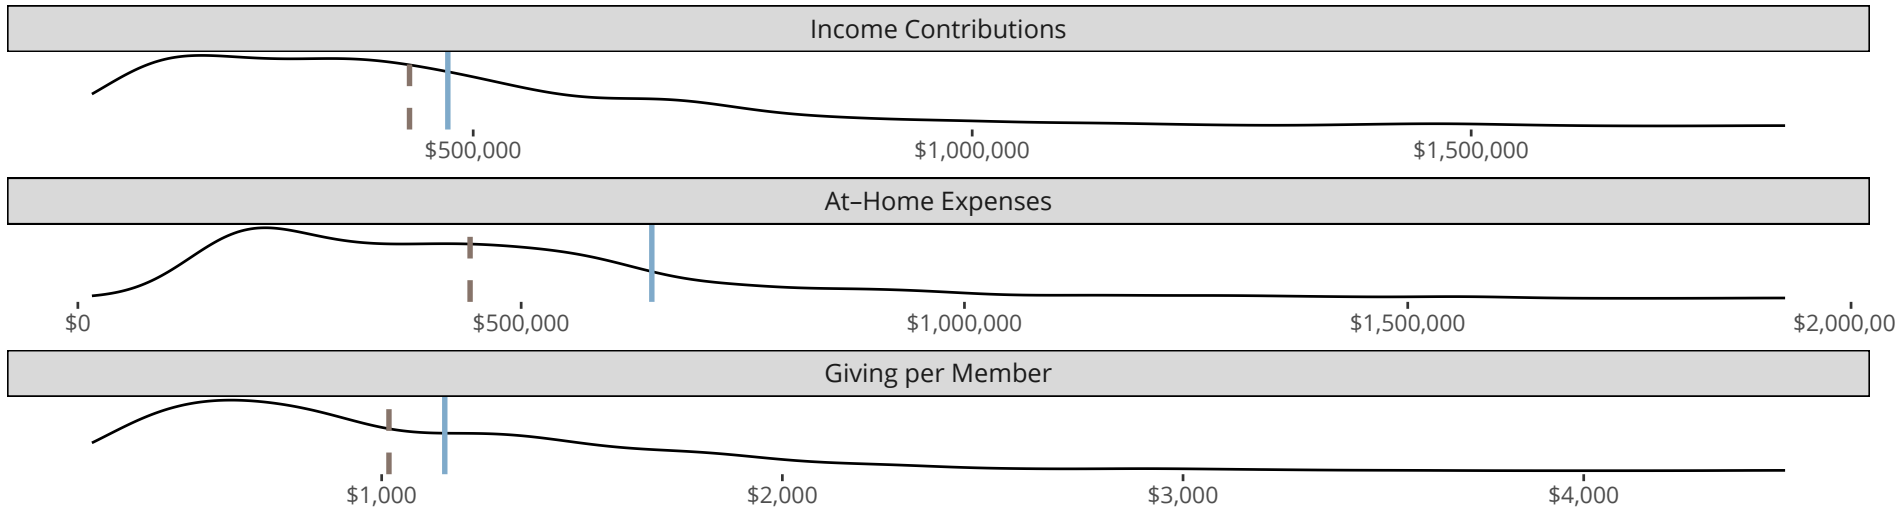 Income Contributions
$500,000 $1,000,000 $1,500,000
At–Home Expenses
$0 $500,000 $1,000,000 $1,500,000 $2,000,00
Giving per Member
$1,000 $2,000 $3,000 $4,000